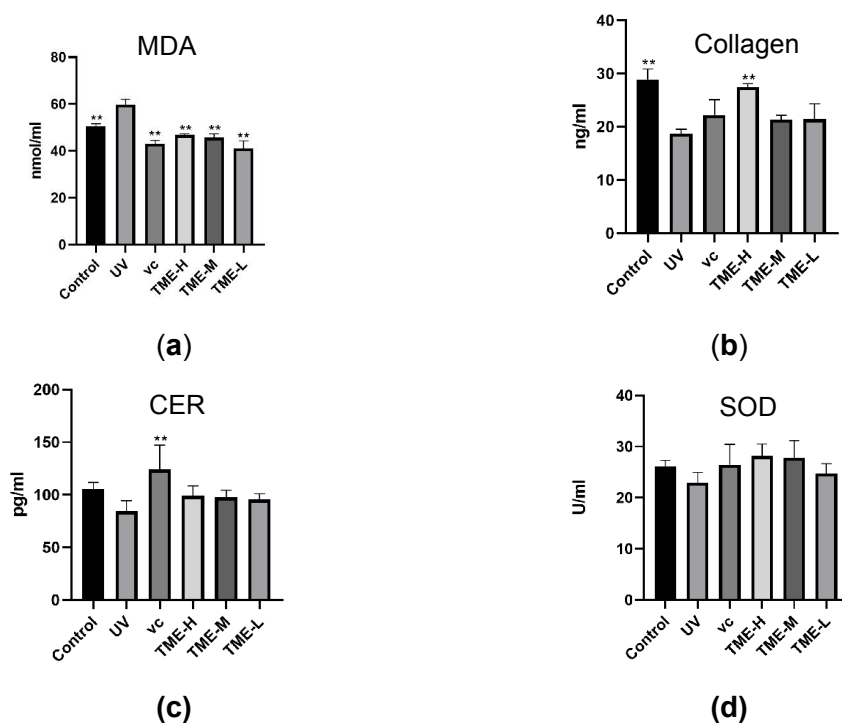 MDA
nmol/ml
80
60
40
20
0
** ** ** ** **
Control UV vc TME-H TME-M TME-L
(a)
Collagen
ng/ml
40
30
20
10
0
** **
Control UV vc TME-H TME-M TME-L
(b)
CER
pg/ml
200
150
100
50
0
**
Control UV vc TME-H TME-M TME-L
(c)
SOD
U/ml
40
30
20
10
0
Control UV vc TME-H TME-M TME-L
(d)